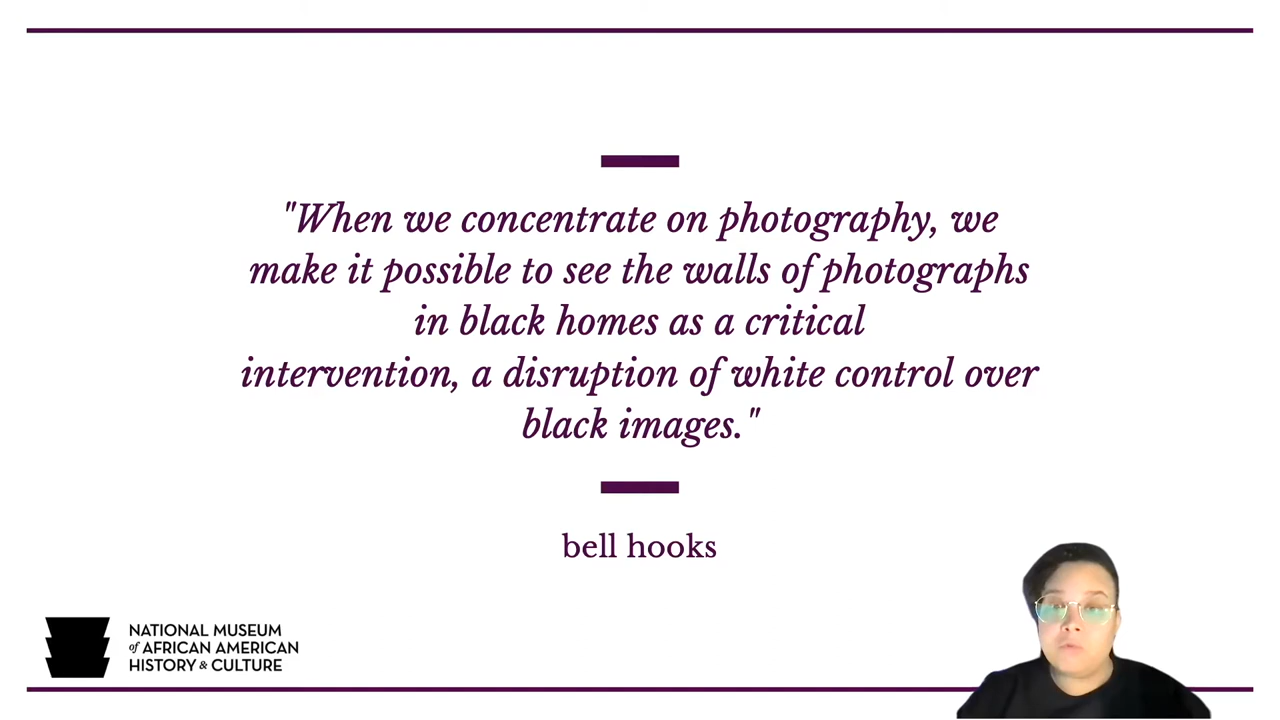 "When we concentrate on photography, we
make it possible to see the walls of photographs
in black homes as a critical
intervention, a disruption of white control over
black images."
bell hooks
NATIONAL MUSEUM
of AFRICAN AMERICAN
HISTORY & CULTURE